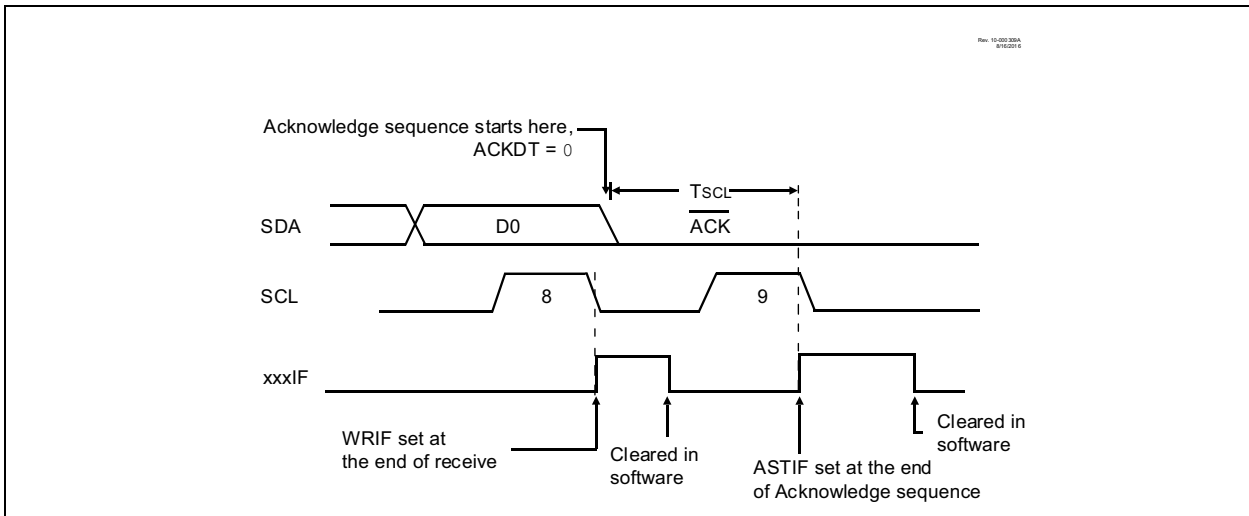 Rev. 10-000 309A
8/16/2016
Acknowledge sequence starts here,
ACKDT = 0
TSCL
SDA
D0
ACK
SCL
8
9
xxxIF
WRIF set at
the end of receive
Cleared in
software
ASTIF set at the end
of Acknowledge sequence
Cleared in
software